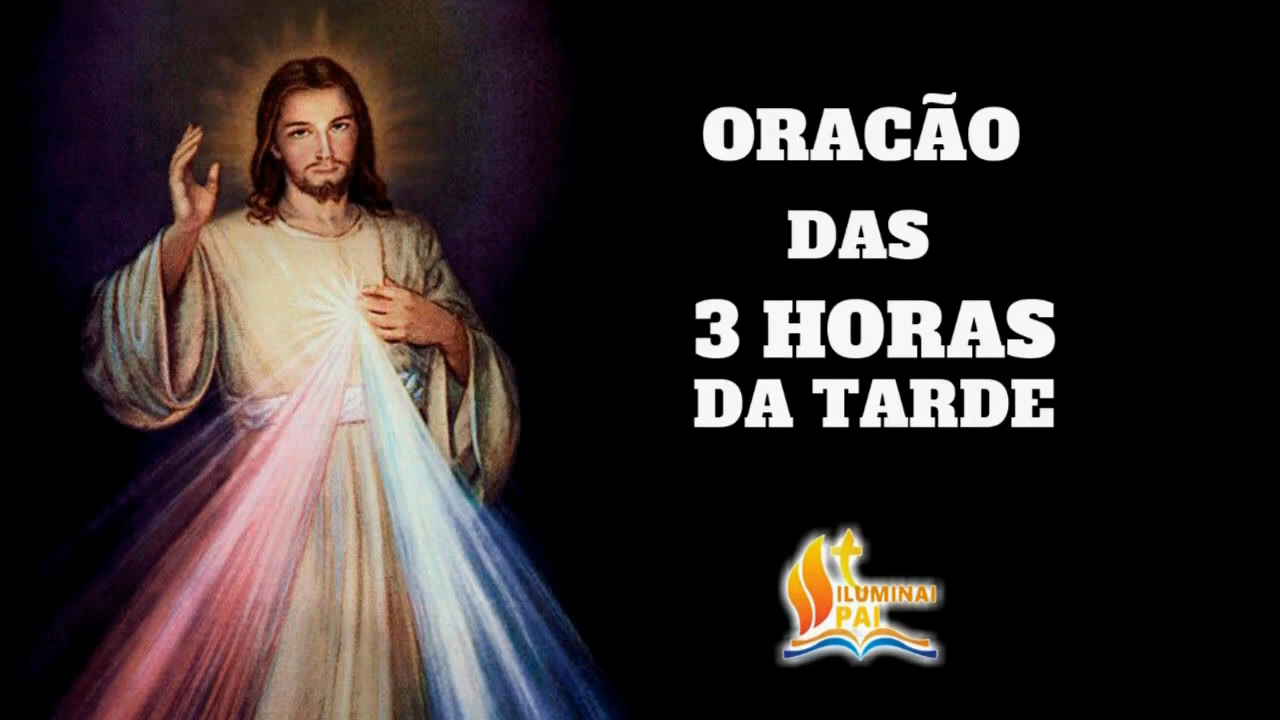 ORACÃO
DAS
3 HORAS
DA TARDE
ILUMINAI
PAI